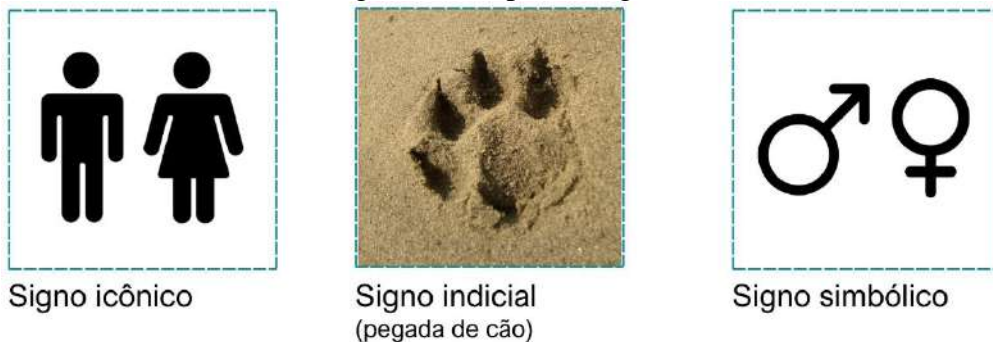 Signo icônico
Signo indicial
(pegada de cão)
Signo simbólico